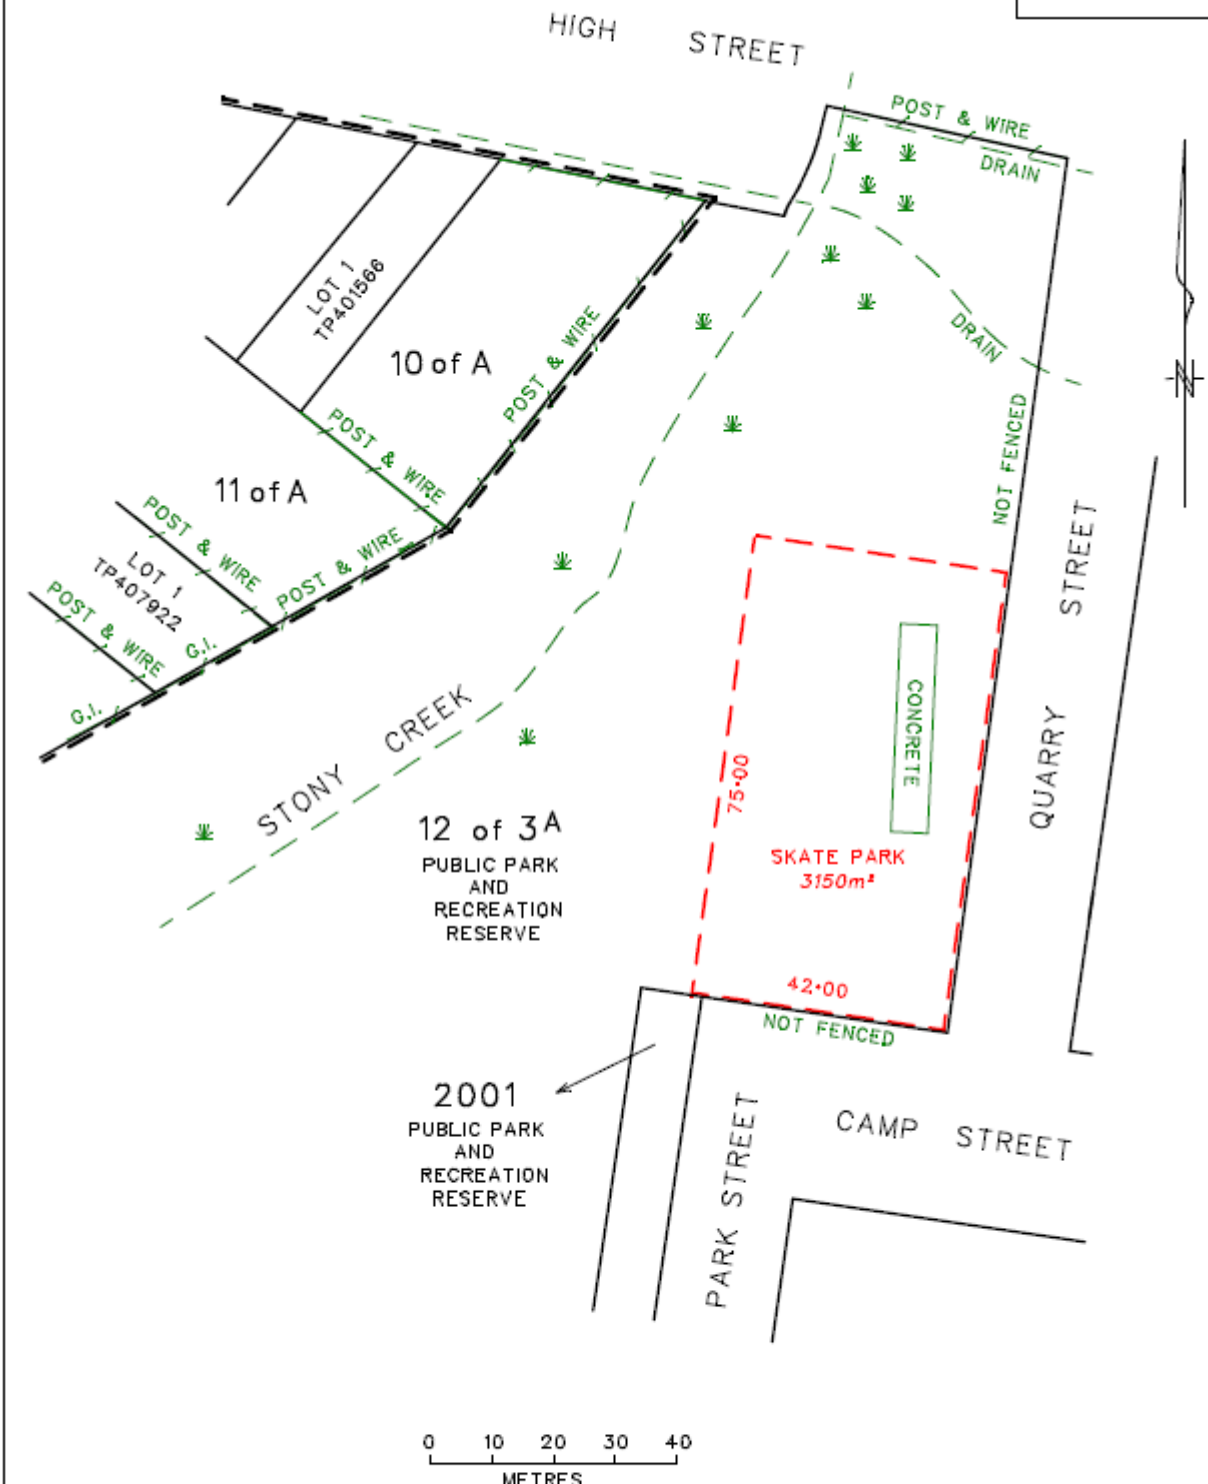 HIGH STREET
POST & WIRE
DRAIN
LOT 1
TP401566
10 of A
POST & WIRE
DRAIN
POST & WIRE
NOT FENCED
11 of A
POST & WIRE
POST & WIRE
LOT 1
TP407922
POST & WIRE
G.I.
G.I.
STONY CREEK
QUARRY STREET
CONCRETE
75·00
12 of 3A
PUBLIC PARK
AND
RECREATION
RESERVE
SKATE PARK
3150m²
42·00
NOT FENCED
2001
PUBLIC PARK
AND
RECREATION
RESERVE
PARK STREET
CAMP STREET
N
0 10 20 30 40
METRES